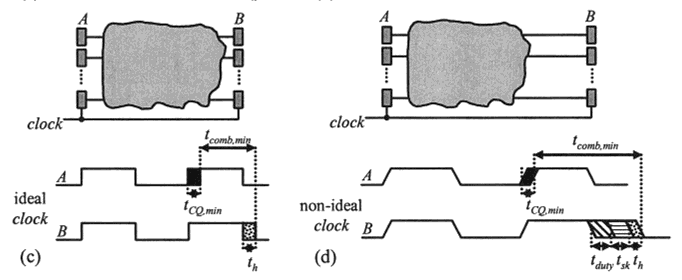 A B A B
clock clock
t_comb,min t_comb,min
A A
ideal clock t_CQ,min non-ideal clock t_CQ,min
B B
(c) t_h (d) t_duty t_sk t_h